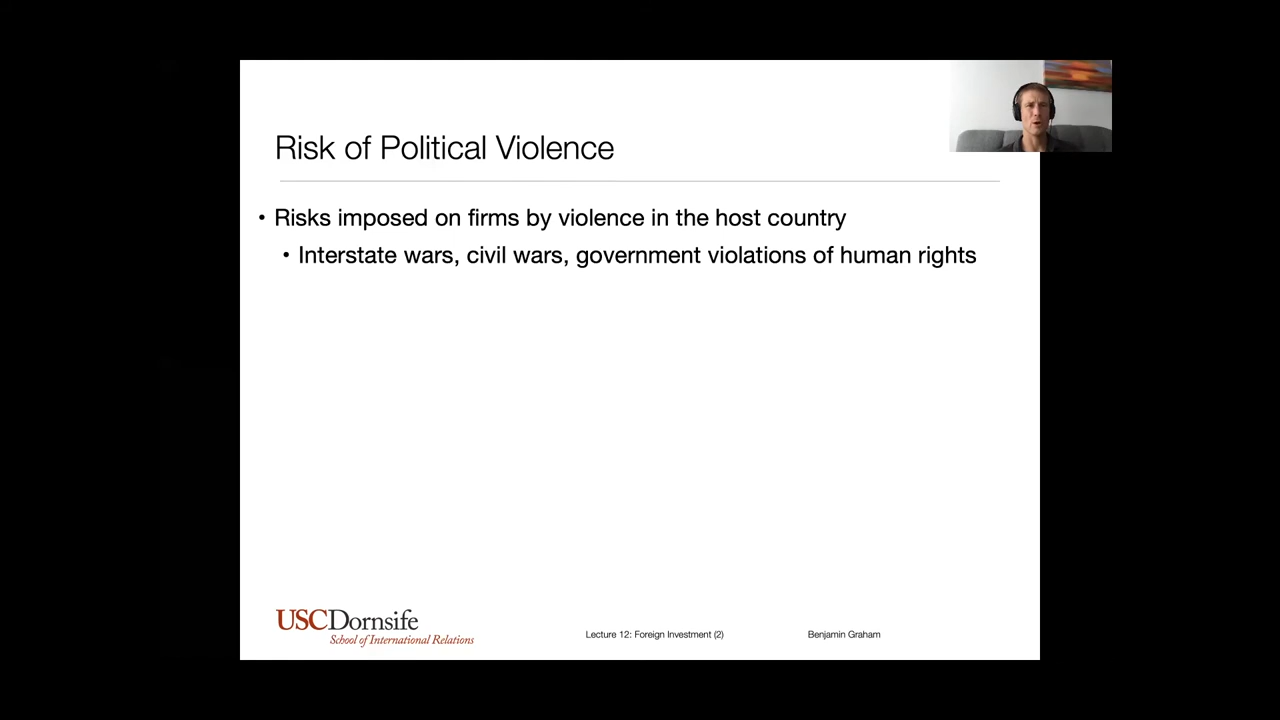 Risk of Political Violence
• Risks imposed on firms by violence in the host country
• Interstate wars, civil wars, government violations of human rights
USCDornsife
School of International Relations
Lecture 12: Foreign Investment (2)
Benjamin Graham